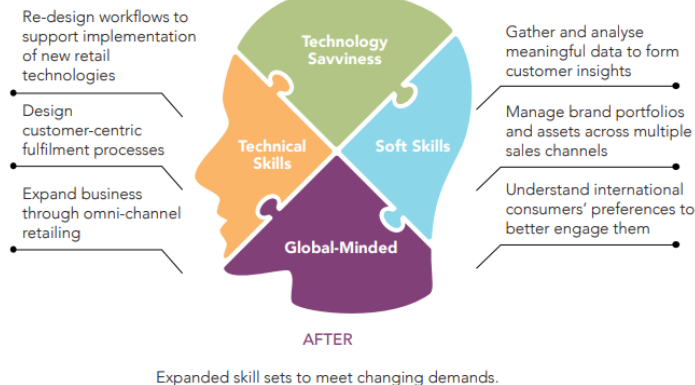 Re-design workflows to
support implementation
of new retail
technologies
Design
customer-centric
fulfilment processes
Expand business
through omni-channel
retailing
Technology
Savviness
Technical
Skills
Soft Skills
Global-Minded
Gather and analyse
meaningful data to form
customer insights
Manage brand portfolios
and assets across multiple
sales channels
Understand international
consumers’ preferences to
better engage them
AFTER
Expanded skill sets to meet changing demands.